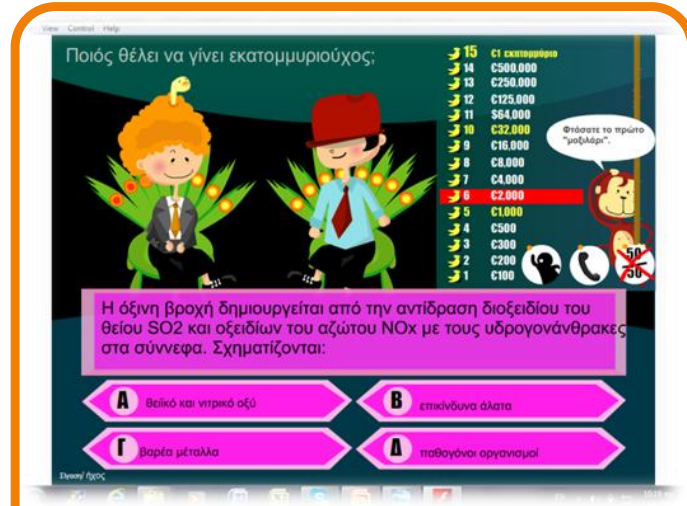 View Control Help
Ποιός θέλει να γίνει εκατομμυριούχος;
15 €1 εκατομμύριο
14 €500,000
13 €250,000
12 €125,000
11 $64,000
10 €32,000
9 €16,000
8 €8,000
7 €4,000
6 €2,000
5 €1,000
4 €500
3 €300
2 €200
1 €100
Φτάσατε το πρώτο
"μαξιλάρι".
50
50
Η όξινη βροχή δημιουργείται από την αντίδραση διοξειδίου του
θείου SO2 και οξειδίων του αζώτου NOx με τους υδρογονάνθρακες
στα σύννεφα. Σχηματίζονται:
Α θειϊκό και νιτρικό οξύ
Β επικίνδυνα άλατα
Γ βαρέα μέταλλα
Δ παθογόνοι οργανισμοί
Σίγαση/ ήχος